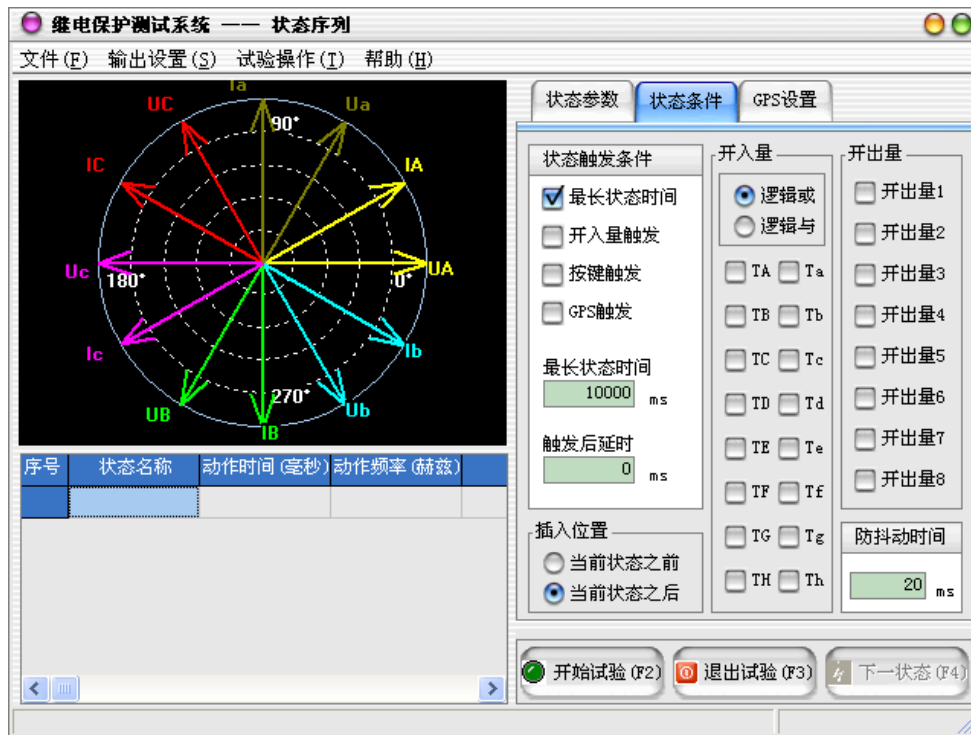 继电保护测试系统 —— 状态序列
文件(F) 输出设置(S) 试验操作(T) 帮助(H)
Ia
UC Ua
90°
IC IA
Uc 180° 0° UA
Ic Ib
270°
UB IB Ub
序号 状态名称 动作时间(毫秒) 动作频率(赫兹)
状态参数 状态条件 GPS设置
状态触发条件
最长状态时间
开入量触发
按键触发
GPS触发
最长状态时间
10000 ms
触发后延时
0 ms
插入位置
当前状态之前
当前状态之后
开入量
逻辑或
逻辑与
TA Ta
TB Tb
TC Tc
TD Td
TE Te
TF Tf
TG Tg
TH Th
开出量
开出量1
开出量2
开出量3
开出量4
开出量5
开出量6
开出量7
开出量8
防抖动时间
20 ms
开始试验(F2) 退出试验(F3) 下一状态(F4)